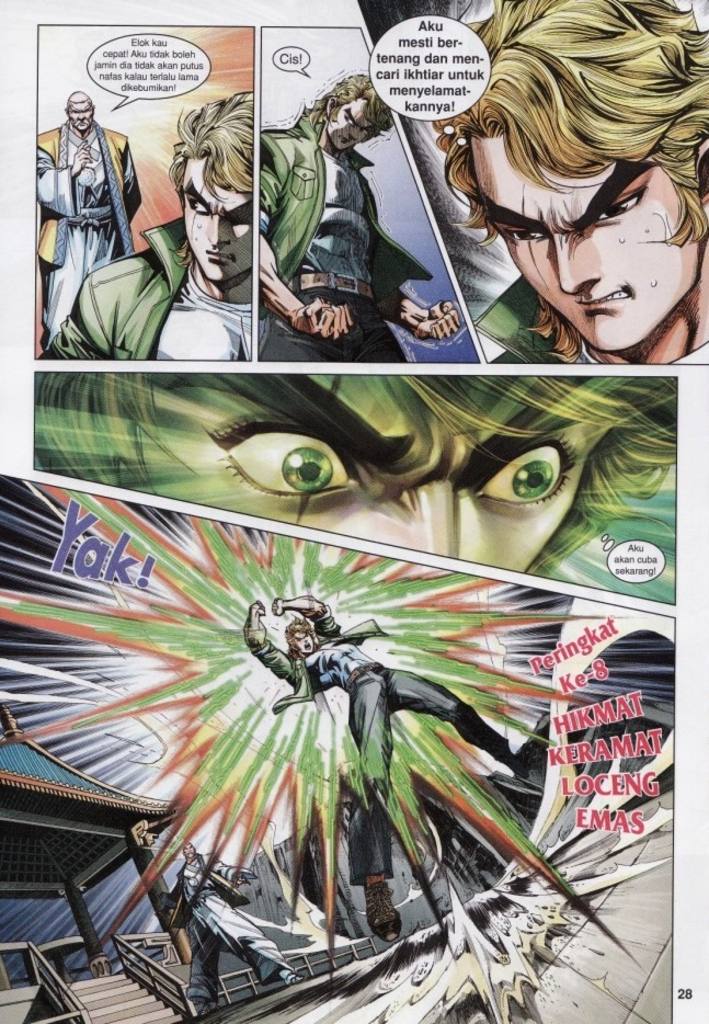 Elok kau
cepat! Aku tidak boleh
jamin dia tidak akan putus
nafas kalau terlalu lama
dikebumikan!
Cis!
Aku
mesti ber-
tenang dan men-
cari ikhtiar untuk
menyelamat-
kannya!
Aku
akan cuba
sekarang!
Yak!
Peringkat
Ke-8
HIKMAT
KERAMAT
LOCENG
EMAS
28